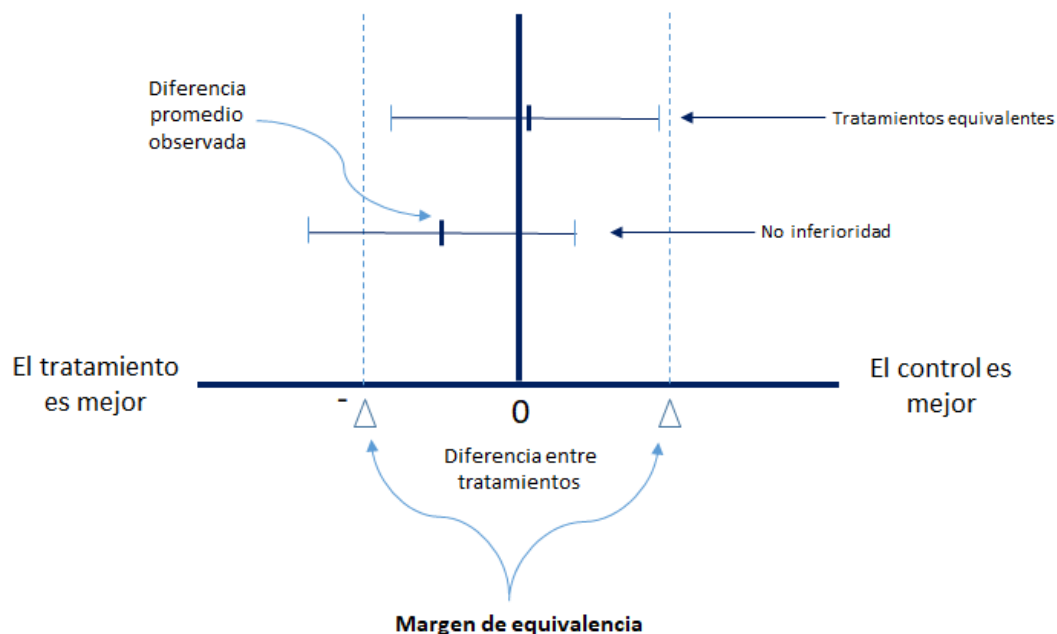 Diferencia
promedio
observada
Tratamientos equivalentes
No inferioridad
El tratamiento
es mejor
El control es
mejor
- Δ
0
Δ
Diferencia entre
tratamientos
Margen de equivalencia